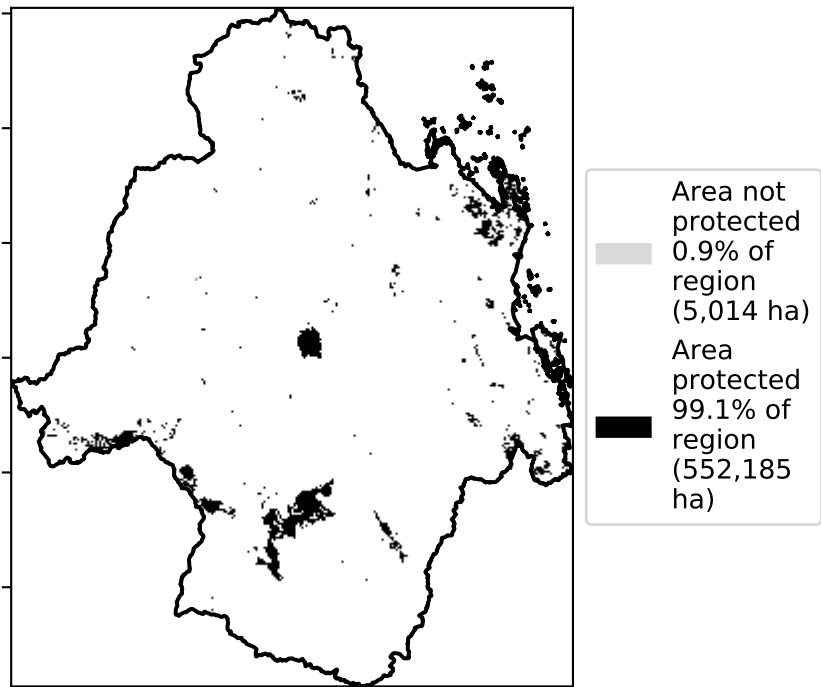 Area not
protected
0.9% of
region
(5,014 ha)
Area
protected
99.1% of
region
(552,185
ha)